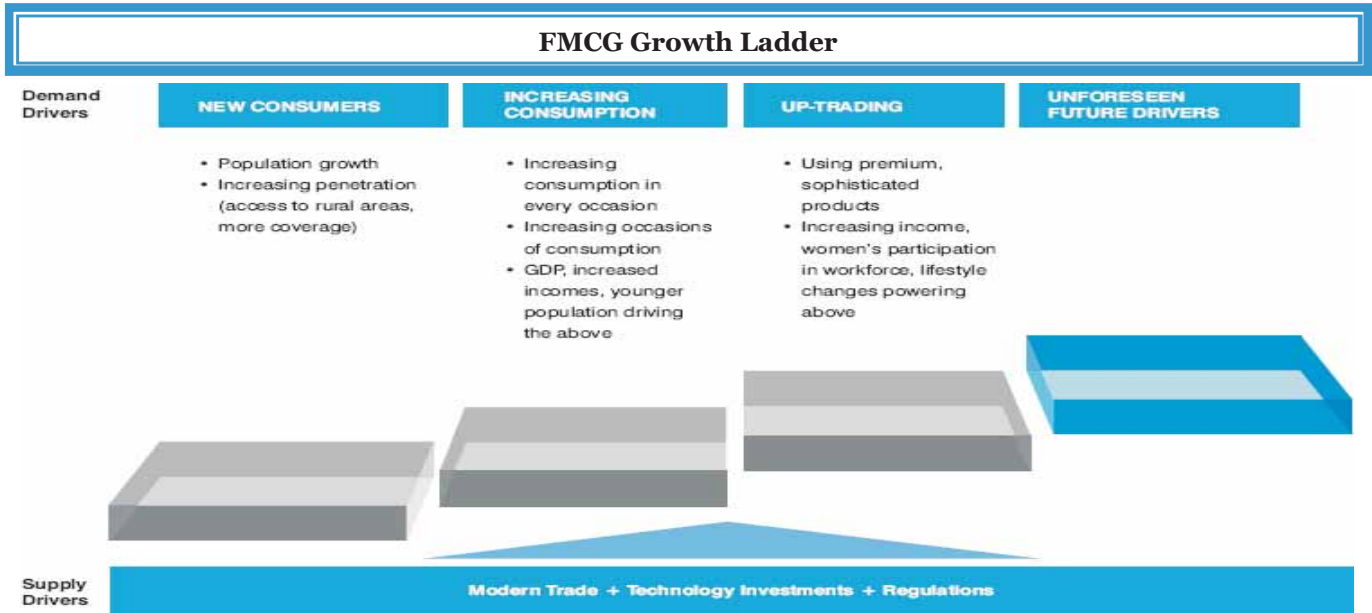 FMCG Growth Ladder
Demand
Drivers
NEW CONSUMERS
INCREASING
CONSUMPTION
UP-TRADING
UNFORESEEN
FUTURE DRIVERS
• Population growth
• Increasing penetration
(access to rural areas,
more coverage)
• Increasing
consumption in
every occasion
• Increasing occasions
of consumption
• GDP, increased
incomes, younger
population driving
the above
• Using premium,
sophisticated
products
• Increasing income,
women's participation
in workforce, lifestyle
changes powering
above
Supply
Drivers
Modern Trade + Technology Investments + Regulations